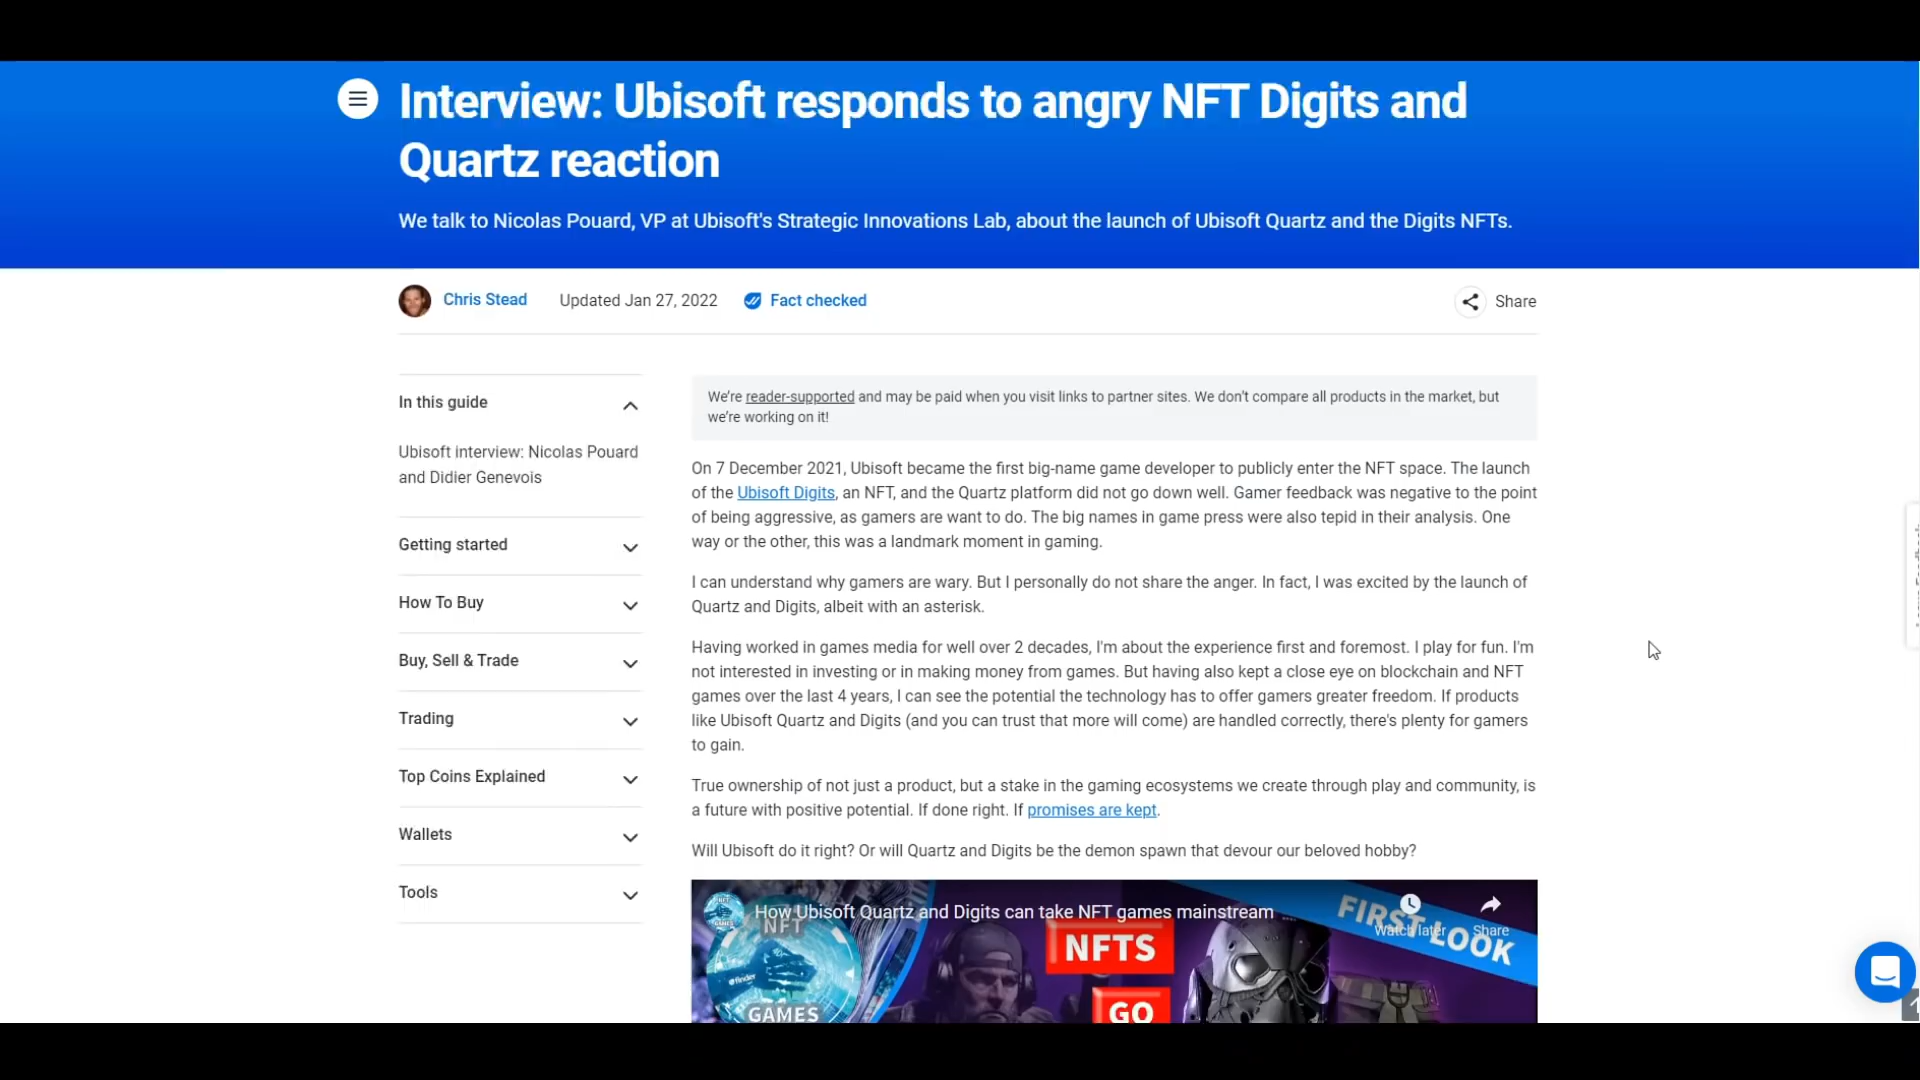 Interview: Ubisoft responds to angry NFT Digits and
Quartz reaction
We talk to Nicolas Pouard, VP at Ubisoft's Strategic Innovations Lab, about the launch of Ubisoft Quartz and the Digits NFTs.
Chris Stead Updated Jan 27, 2022 Fact checked Share
In this guide
Ubisoft interview: Nicolas Pouard
and Didier Genevois
Getting started
How To Buy
Buy, Sell & Trade
Trading
Top Coins Explained
Wallets
Tools
We're reader-supported and may be paid when you visit links to partner sites. We don't compare all products in the market, but
we're working on it!
On 7 December 2021, Ubisoft became the first big-name game developer to publicly enter the NFT space. The launch
of the Ubisoft Digits, an NFT, and the Quartz platform did not go down well. Gamer feedback was negative to the point
of being aggressive, as gamers are want to do. The big names in game press were also tepid in their analysis. One
way or the other, this was a landmark moment in gaming.
I can understand why gamers are wary. But I personally do not share the anger. In fact, I was excited by the launch of
Quartz and Digits, albeit with an asterisk.
Having worked in games media for well over 2 decades, I'm about the experience first and foremost. I play for fun. I'm
not interested in investing or in making money from games. But having also kept a close eye on blockchain and NFT
games over the last 4 years, I can see the potential the technology has to offer gamers greater freedom. If products
like Ubisoft Quartz and Digits (and you can trust that more will come) are handled correctly, there's plenty for gamers
to gain.
True ownership of not just a product, but a stake in the gaming ecosystems we create through play and community, is
a future with positive potential. If done right. If promises are kept.
Will Ubisoft do it right? Or will Quartz and Digits be the demon spawn that devour our beloved hobby?
How Ubisoft Quartz and Digits can take NFT games mainstream
Watch later Share
FIRST LOOK
NFT
finder
GAMES
NFTS
GO